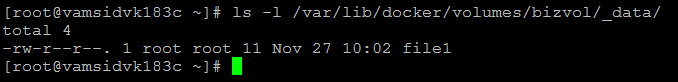 [root@vamsidvk183c ~]# ls -l /var/lib/docker/volumes/bizvol/_data/
total 4
-rw-r--r--. 1 root root 11 Nov 27 10:02 file1
[root@vamsidvk183c ~]#